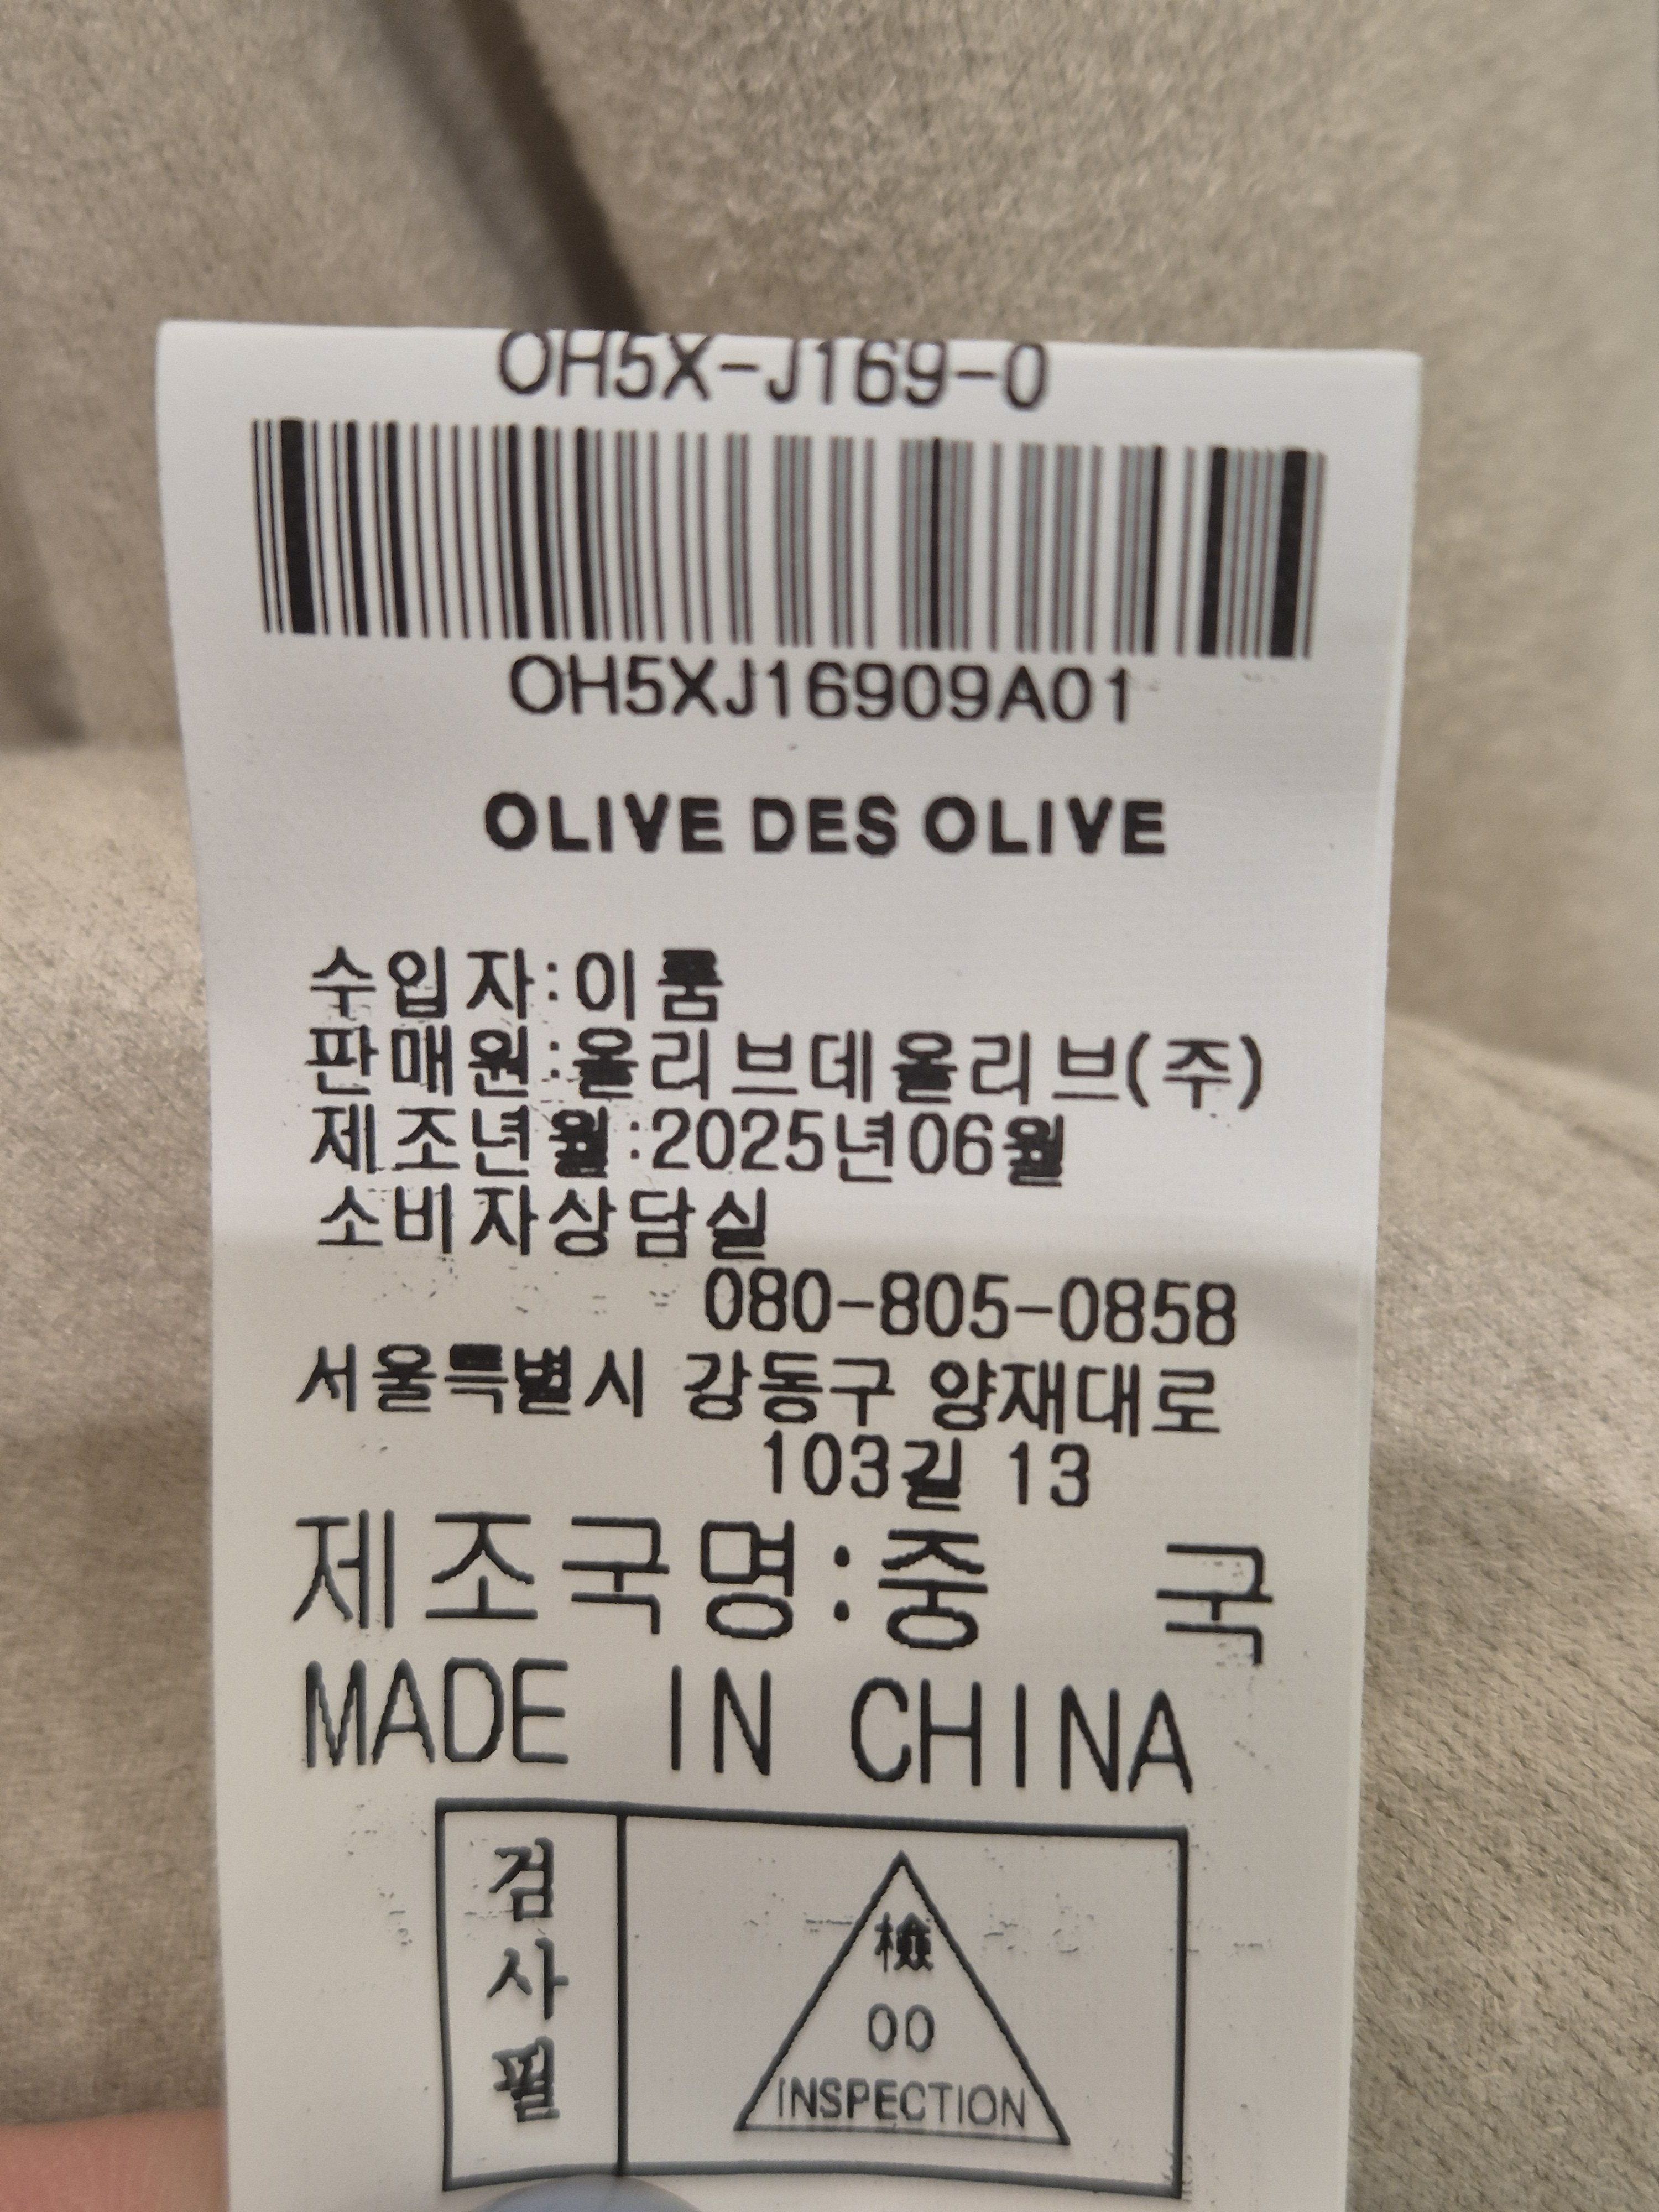 OH5X-J169-0
OH5XJ16909A01
OLIVE DES OLIVE
수입자:이룸
판매원:올리브데올리브(주)
제조년월:2025년06월
소비자상담실
080-805-0858
서울특별시 강동구 양재대로
103길 13
제조국명:중 국
MADE IN CHINA
검사필
檢
00
INSPECTION